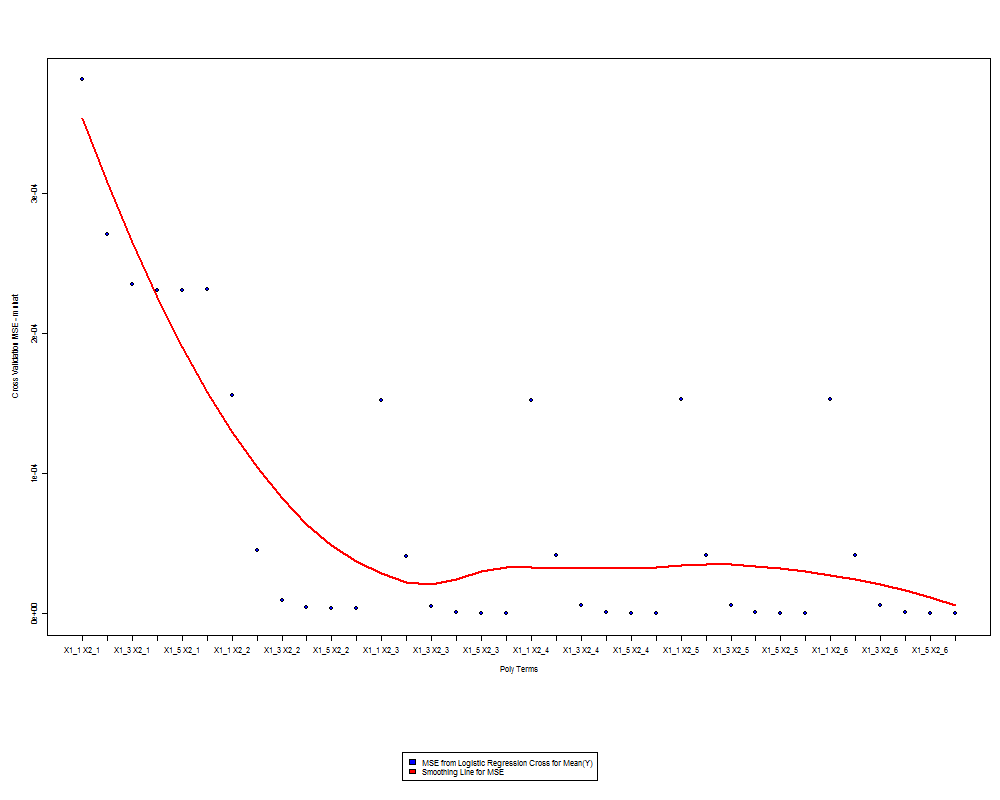 3e-04
2e-04
1e-04
0e+00
Cross Validation MSE - muhat
X1_1 X2_1 X1_3 X2_1 X1_5 X2_1 X1_1 X2_2 X1_3 X2_2 X1_5 X2_2 X1_1 X2_3 X1_3 X2_3 X1_5 X2_3 X1_1 X2_4 X1_3 X2_4 X1_5 X2_4 X1_1 X2_5 X1_3 X2_5 X1_5 X2_5 X1_1 X2_6 X1_3 X2_6 X1_5 X2_6
Poly Terms
MSE from Logistic Regression Cross for Mean(Y)
Smoothing Line for MSE